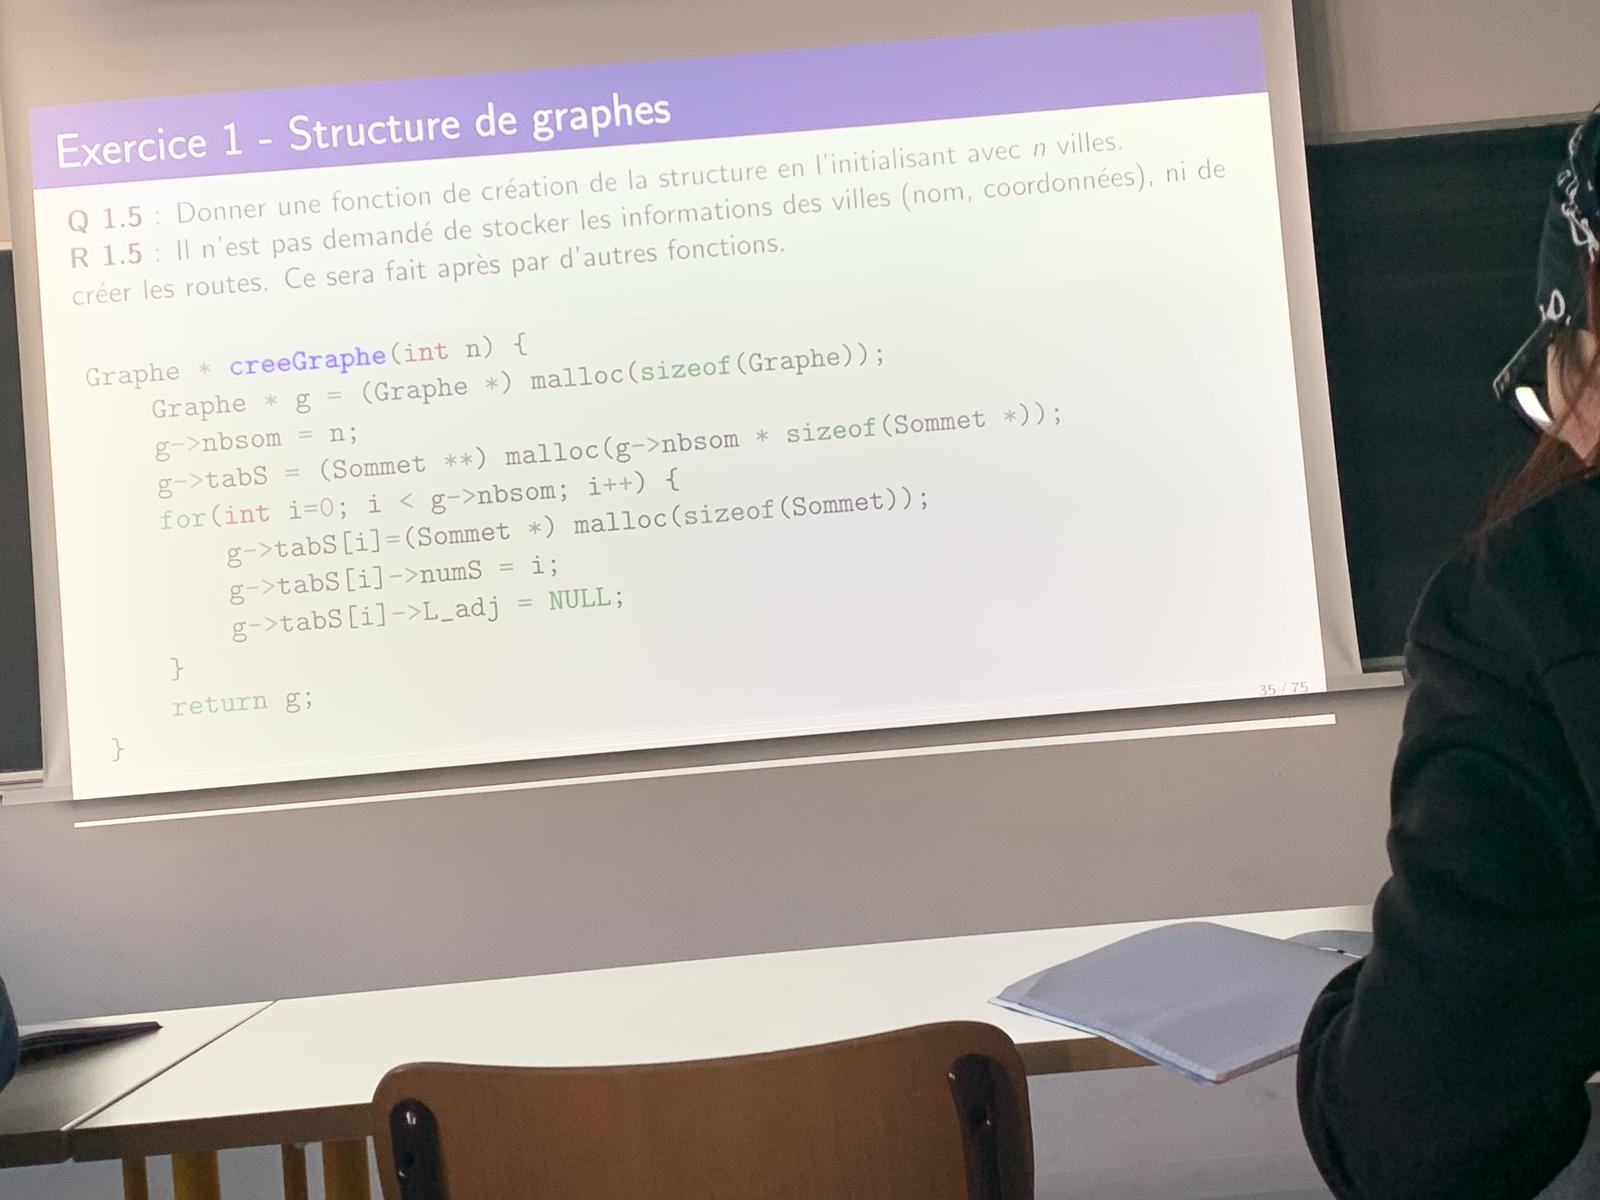 Exercice 1 - Structure de graphes
Q 1.5 : Donner une fonction de création de la structure en l'initialisant avec n villes.
R 1.5 : Il n'est pas demandé de stocker les informations des villes (nom, coordonnées), ni de
créer les routes. Ce sera fait après par d'autres fonctions.
Graphe * creeGraphe(int n) {
Graphe * g = (Graphe *) malloc(sizeof(Graphe));
g->nbsom = n;
g->tabS = (Sommet **) malloc(g->nbsom * sizeof(Sommet *));
for(int i=0; i < g->nbsom; i++) {
g->tabS[i]=(Sommet *) malloc(sizeof(Sommet));
g->tabS[i]->numS = i;
g->tabS[i]->L_adj = NULL;
}
return g;
}
35 / 75